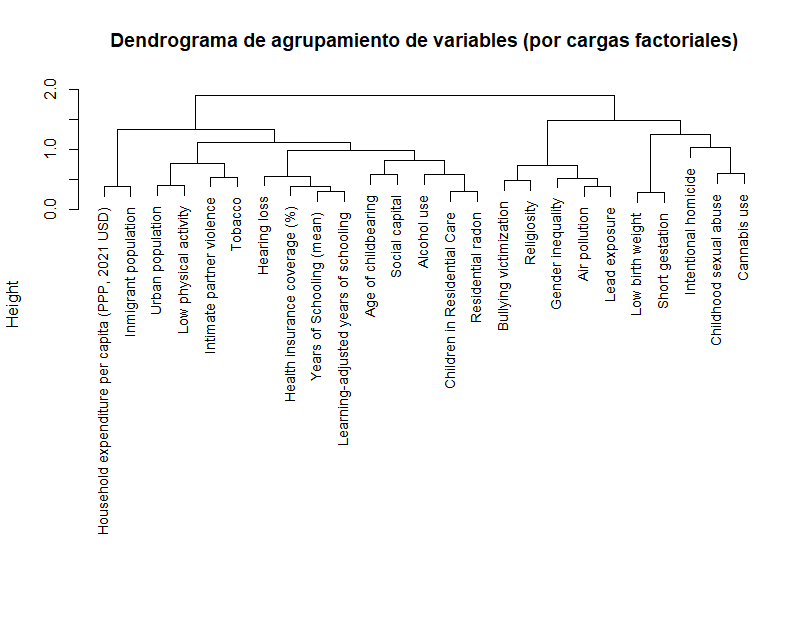 Dendrograma de agrupamiento de variables (por cargas factoriales)
2.0
1.0
0.0
Height
Household expenditure per capita (PPP, 2021 USD)
Inmigrant population
Urban population
Low physical activity
Intimate partner violence
Tobacco
Hearing loss
Health insurance coverage (%)
Years of Schooling (mean)
Learning-adjusted years of schooling
Age of childbearing
Social capital
Alcohol use
Children in Residential Care
Residential radon
Bullying victimization
Religiosity
Gender inequality
Air pollution
Lead exposure
Low birth weight
Short gestation
Intentional homicide
Childhood sexual abuse
Cannabis use